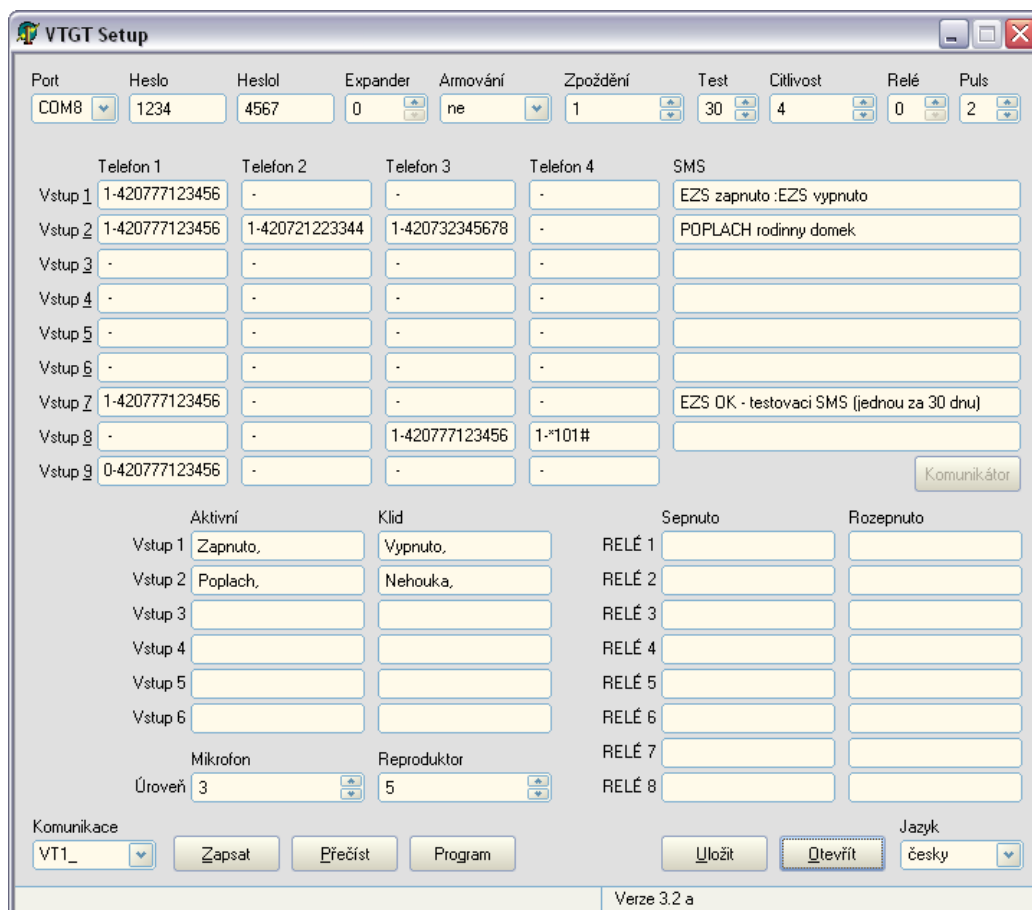 VTGT Setup
Port Heslo Heslol Expander Armování Zpoždění Test Citlivost Relé Puls
COM8 1234 4567 0 ne 1 30 4 0 2
Telefon 1 Telefon 2 Telefon 3 Telefon 4 SMS
Vstup 1 1-420777123456 - - - EZS zapnuto :EZS vypnuto
Vstup 2 1-420777123456 1-420721223344 1-420732345678 - POPLACH rodinny domek
Vstup 3 - - - -
Vstup 4 - - - -
Vstup 5 - - - -
Vstup 6 - - - -
Vstup 7 1-420777123456 - - - EZS OK - testovaci SMS (jednou za 30 dnu)
Vstup 8 - - 1-420777123456 1-*101#
Vstup 9 0-420777123456 - - - Komunikátor
Aktivní Klid Sepnuto Rozepnuto
Vstup 1 Zapnuto, Vypnuto, RELÉ 1
Vstup 2 Poplach, Nehouka, RELÉ 2
Vstup 3 RELÉ 3
Vstup 4 RELÉ 4
Vstup 5 RELÉ 5
Vstup 6 RELÉ 6
Mikrofon Reproduktor RELÉ 7
Úroveň 3 5 RELÉ 8
Komunikace Jazyk
VT1_ Zapsat Přečíst Program Uložit Otevřít česky
Verze 3.2 a